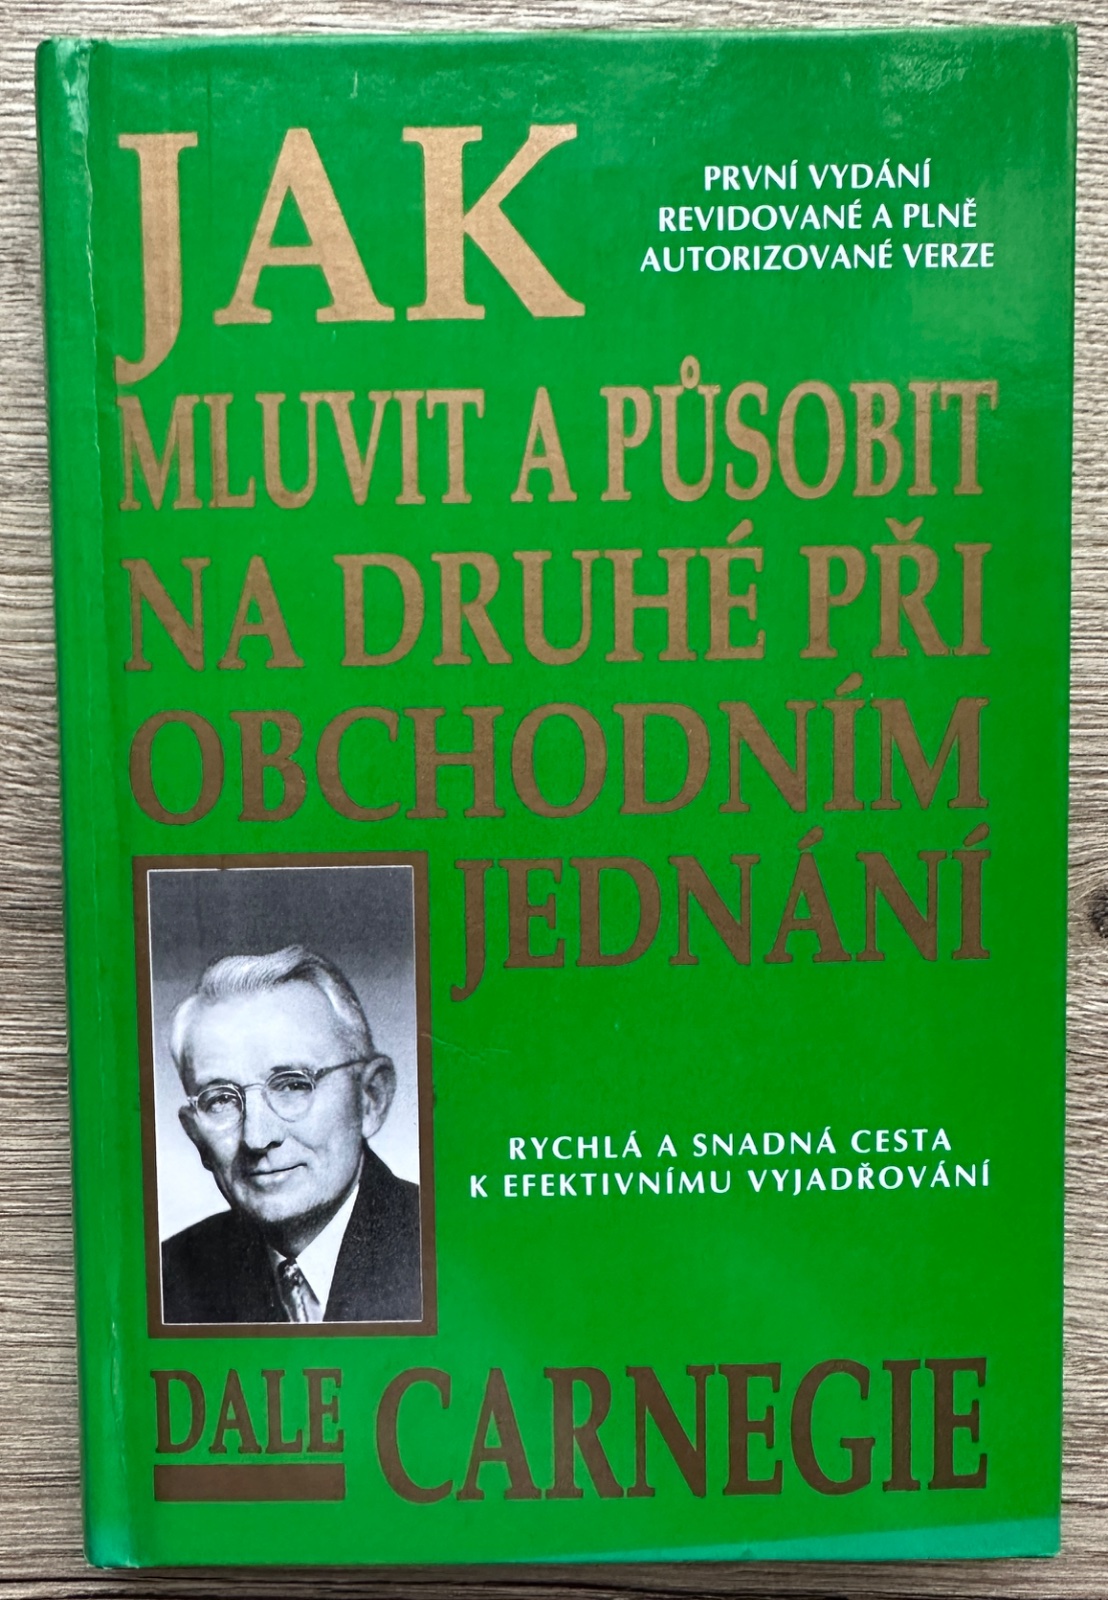 JAK
PRVNÍ VYDÁNÍ
REVIDOVANÉ A PLNĚ
AUTORIZOVANÉ VERZE
MLUVIT A PŮSOBIT
NA DRUHÉ PŘI
OBCHODNÍM
JEDNÁNÍ
RYCHLÁ A SNADNÁ CESTA
K EFEKTIVNÍMU VYJADŘOVÁNÍ
DALE CARNEGIE